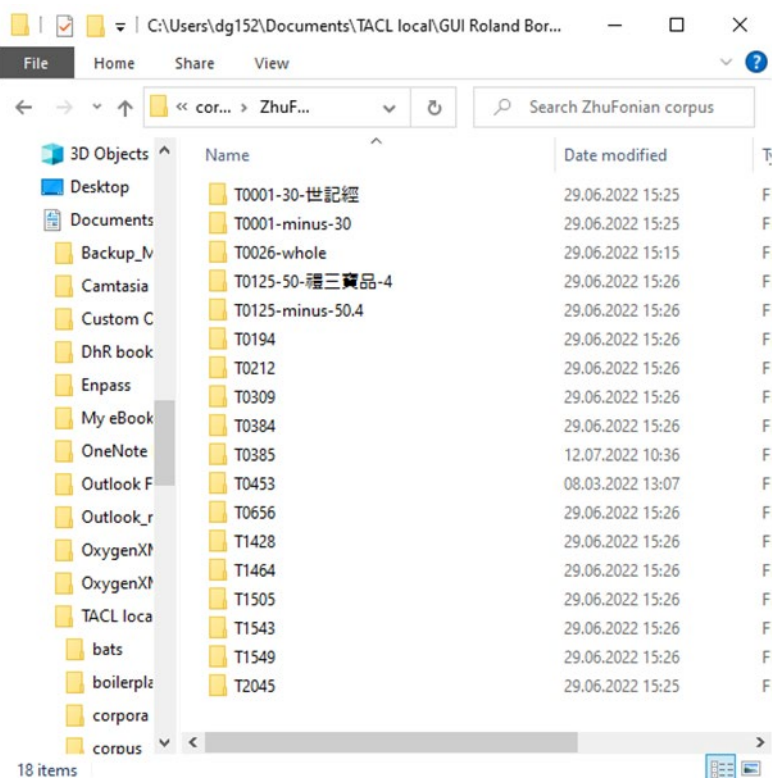 C:\Users\dg152\Documents\TACL local\GUI Roland Bor...
File Home Share View
« cor... › ZhuF...
Search ZhuFonian corpus
3D Objects
Desktop
Documents
Backup_M
Camtasia
Custom C
DhR book
Enpass
My eBook
OneNote
Outlook F
Outlook_r
OxygenXM
OxygenXM
TACL loca
bats
boilerpla
corpora
corpus
Name Date modified Ty
T0001-30-世記經 29.06.2022 15:25 F
T0001-minus-30 29.06.2022 15:25 F
T0026-whole 29.06.2022 15:15 F
T0125-50-禮三寶品-4 29.06.2022 15:26 F
T0125-minus-50.4 29.06.2022 15:26 F
T0194 29.06.2022 15:26 F
T0212 29.06.2022 15:26 F
T0309 29.06.2022 15:26 F
T0384 29.06.2022 15:26 F
T0385 12.07.2022 10:36 F
T0453 08.03.2022 13:07 F
T0656 29.06.2022 15:26 F
T1428 29.06.2022 15:26 F
T1464 29.06.2022 15:26 F
T1505 29.06.2022 15:26 F
T1543 29.06.2022 15:26 F
T1549 29.06.2022 15:26 F
T2045 29.06.2022 15:25 F
18 items